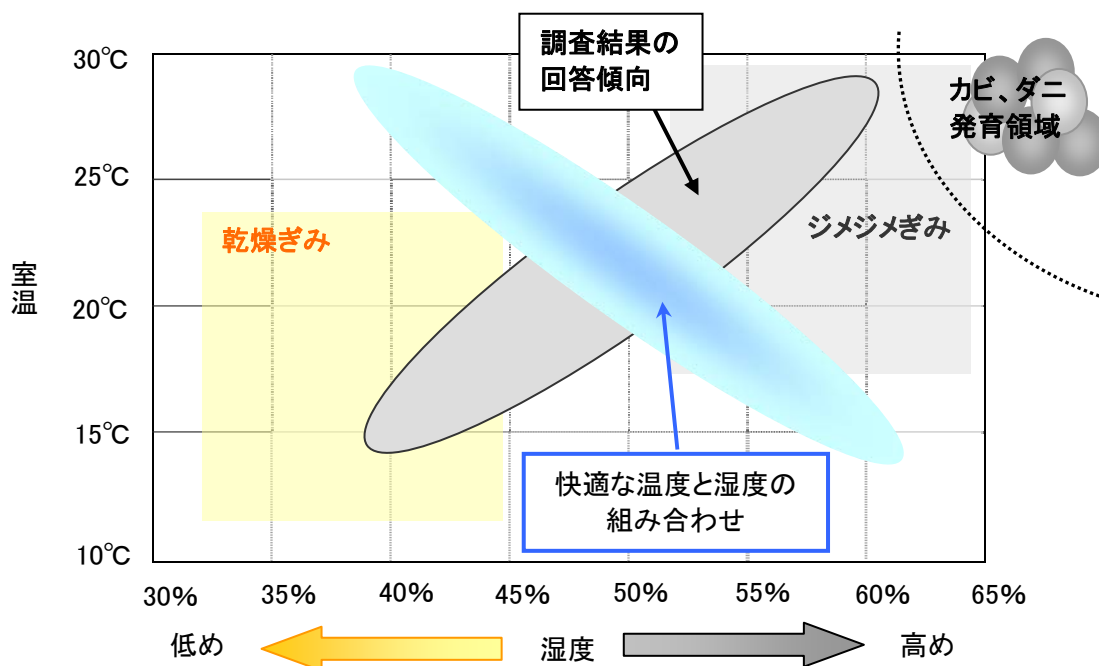 調査結果の
回答傾向
カビ、ダニ
発育領域
30℃
25℃
20℃
15℃
10℃
室温
乾燥ぎみ
ジメジメぎみ
快適な温度と湿度の
組み合わせ
30%
35%
40%
45%
50%
55%
60%
65%
低め
湿度
高め